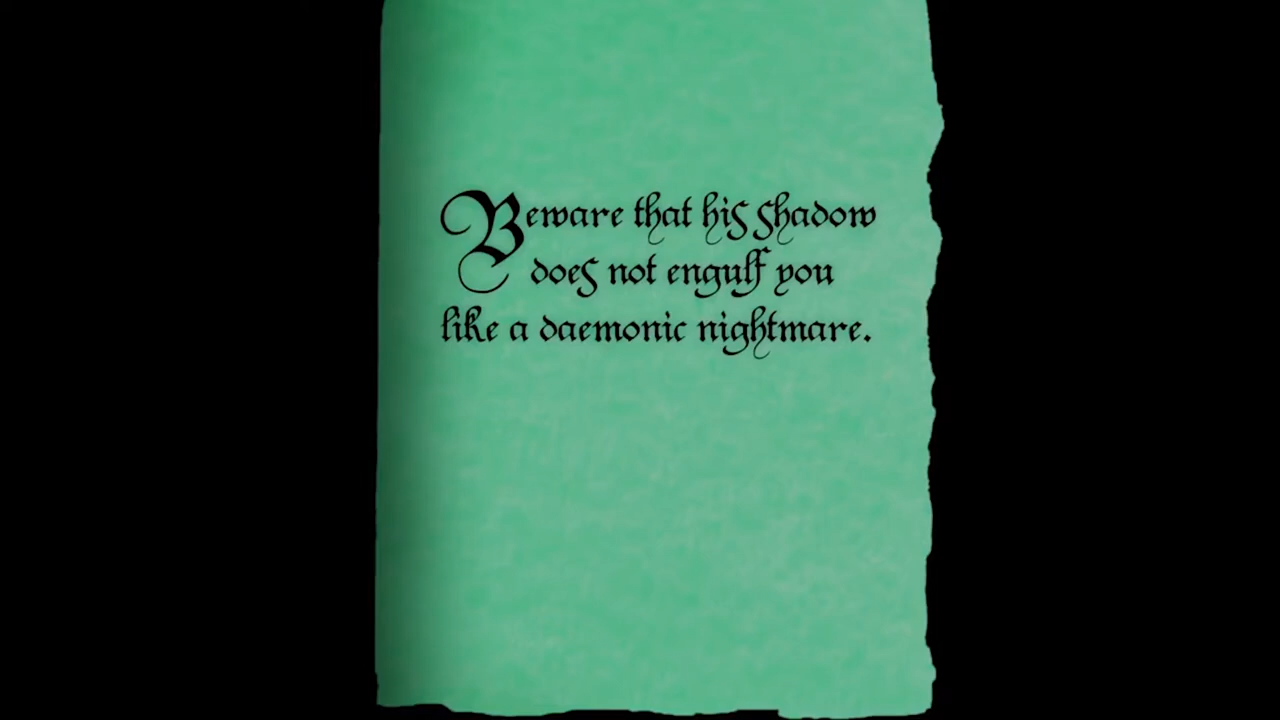 Beware that his shadow
does not engulf you
like a daemonic nightmare.